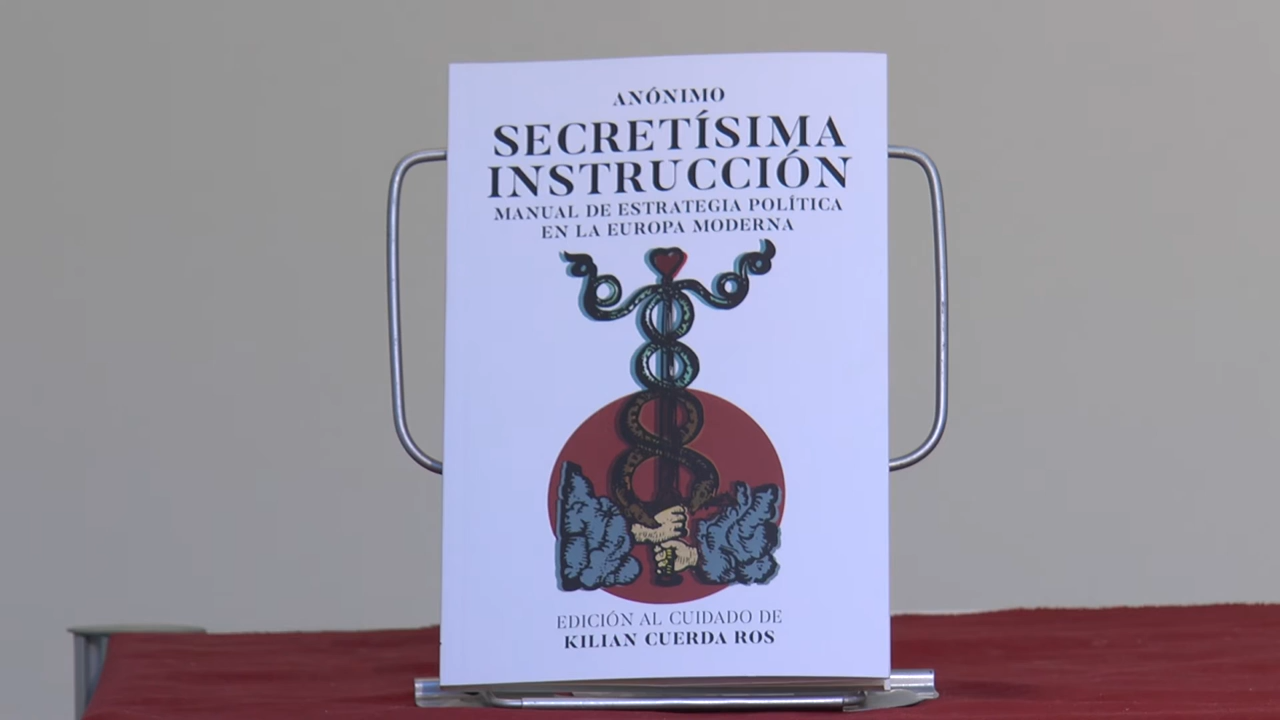 ANÓNIMO
SECRETÍSIMA
INSTRUCCIÓN
MANUAL DE ESTRATEGIA POLÍTICA
EN LA EUROPA MODERNA
EDICIÓN AL CUIDADO DE
KILIAN CUERDA ROS